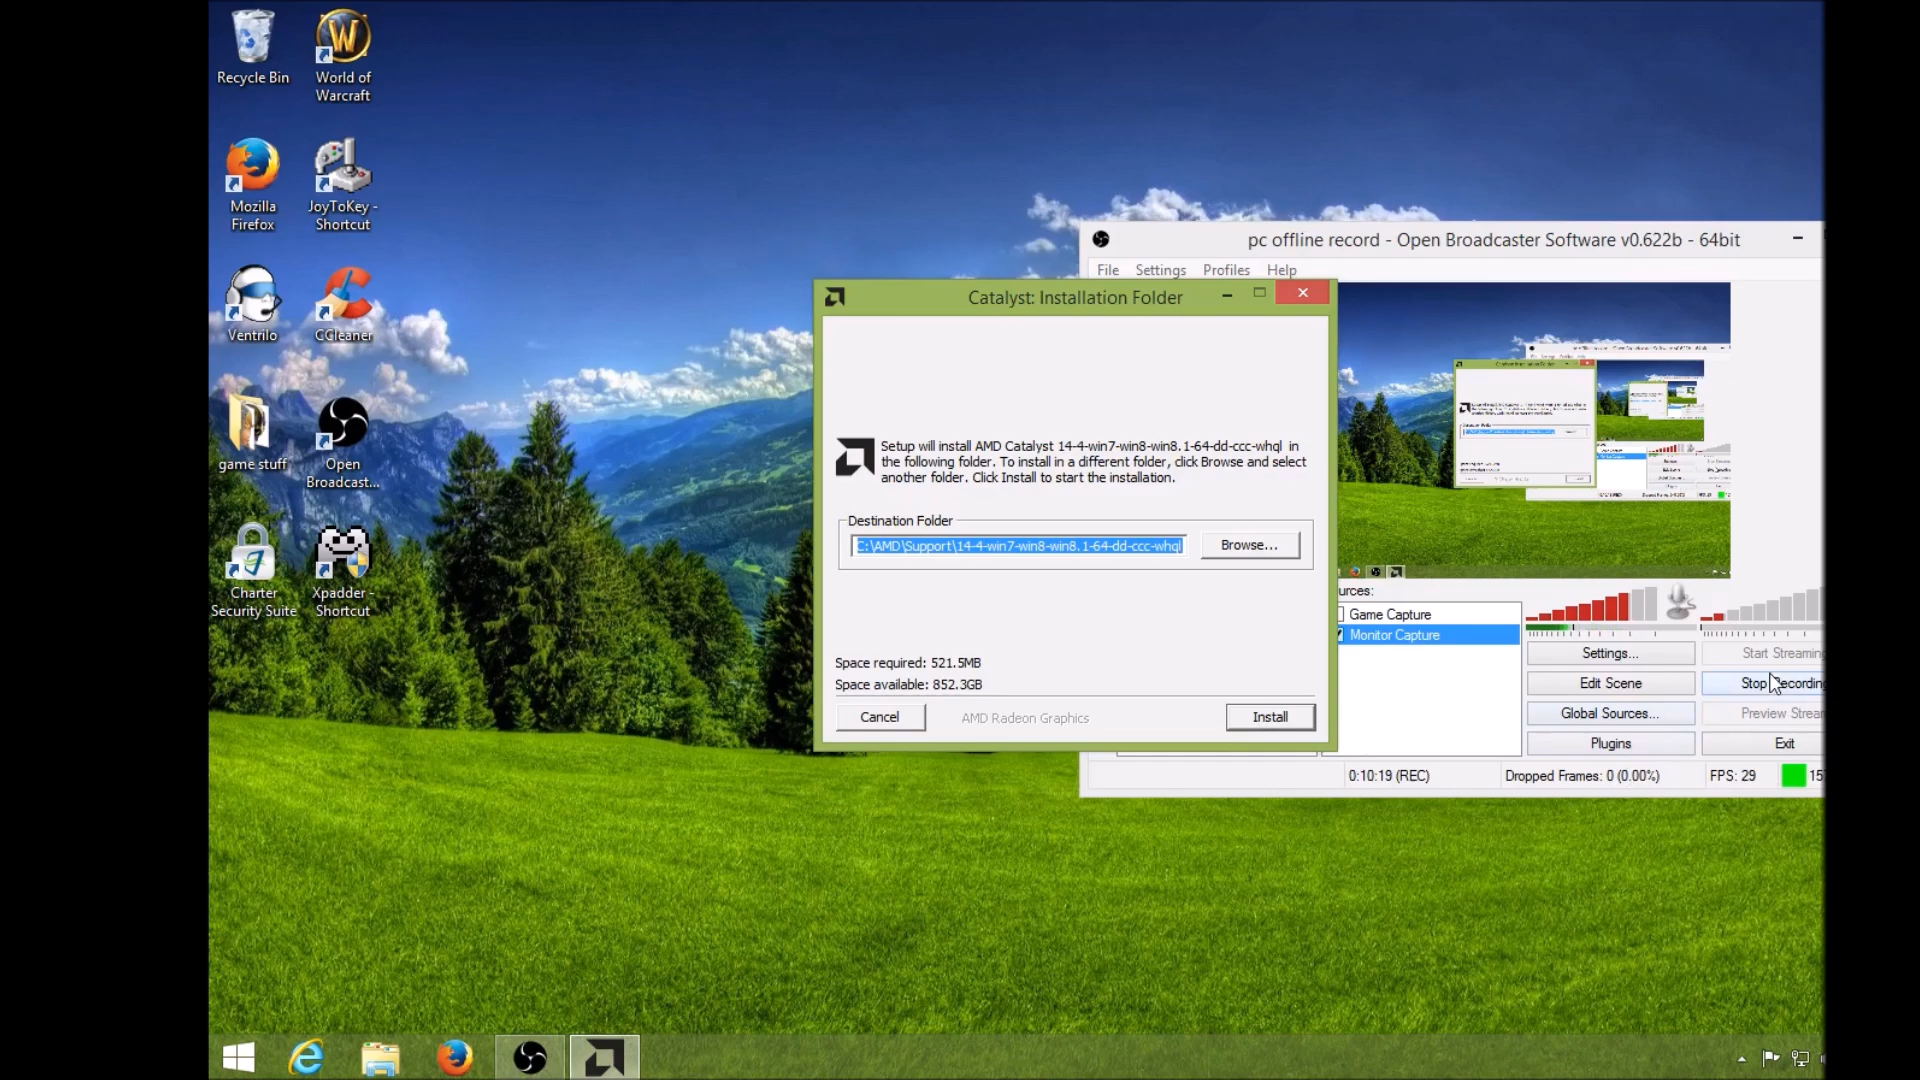 Recycle Bin
World of
Warcraft
Mozilla
Firefox
JoyToKey -
Shortcut
Ventrilo
CCleaner
game stuff
Open
Broadcast...
Charter
Security Suite
Xpadder -
Shortcut
pc offline record - Open Broadcaster Software v0.622b - 64bit
File Settings Profiles Help
Catalyst: Installation Folder
Setup will install AMD Catalyst 14-4-win7-win8-win8.1-64-dd-ccc-whql in
the following folder. To install in a different folder, click Browse and select
another folder. Click Install to start the installation.
Destination Folder
C:\AMD\Support\14-4-win7-win8-win8.1-64-dd-ccc-whql
Browse...
Space required: 521.5MB
Space available: 852.3GB
Cancel
AMD Radeon Graphics
Install
urces:
Game Capture
Monitor Capture
Settings...
Start Streaming
Edit Scene
Stop Recording
Global Sources...
Preview Strea
Plugins
Exit
0:10:19 (REC)
Dropped Frames: 0 (0.00%)
FPS: 29
15